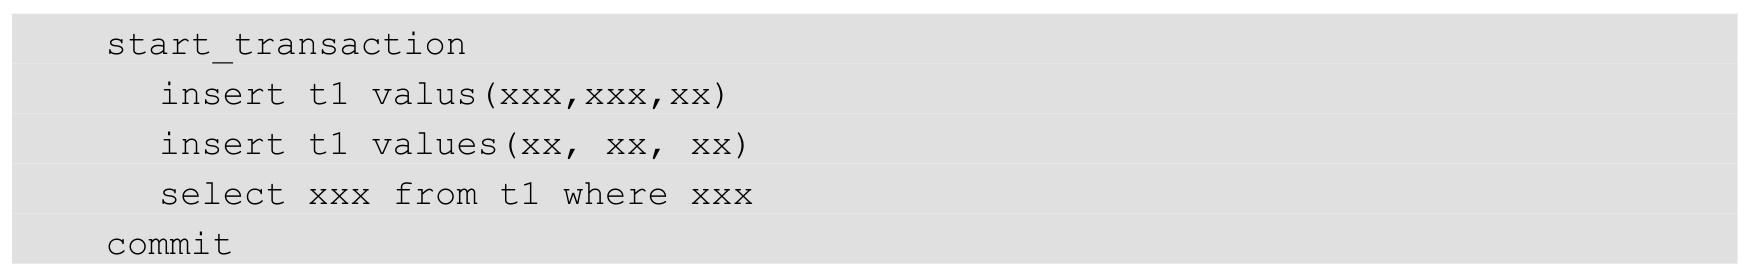 start_transaction
insert t1 valus(xxx,xxx,xx)
insert t1 values(xx, xx, xx)
select xxx from t1 where xxx
commit